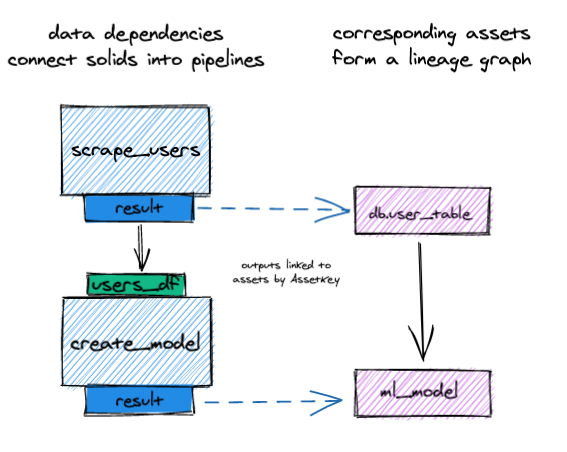 data dependencies
connect solids into pipelines
corresponding assets
form a lineage graph
scrape_users
result
db.user_table
outputs linked to
assets by AssetKey
users_df
create_model
result
ml_model